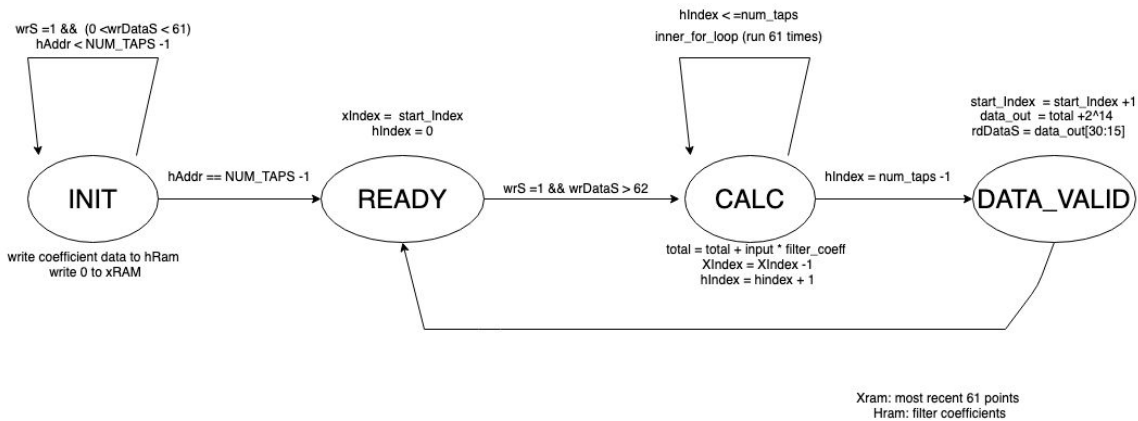 wrS =1 && (0 <wrDataS < 61)
hAddr < NUM_TAPS -1
INIT
write coefficient data to hRam
write 0 to xRAM
hAddr == NUM_TAPS -1
xIndex = start_Index
hIndex = 0
READY
wrS =1 && wrDataS > 62
hIndex < =num_taps
inner_for_loop (run 61 times)
CALC
total = total + input * filter_coeff
XIndex = XIndex -1
hIndex = hindex + 1
hIndex = num_taps -1
start_Index = start_Index +1
data_out = total +2^14
rdDataS = data_out[30:15]
DATA_VALID
Xram: most recent 61 points
Hram: filter coefficients